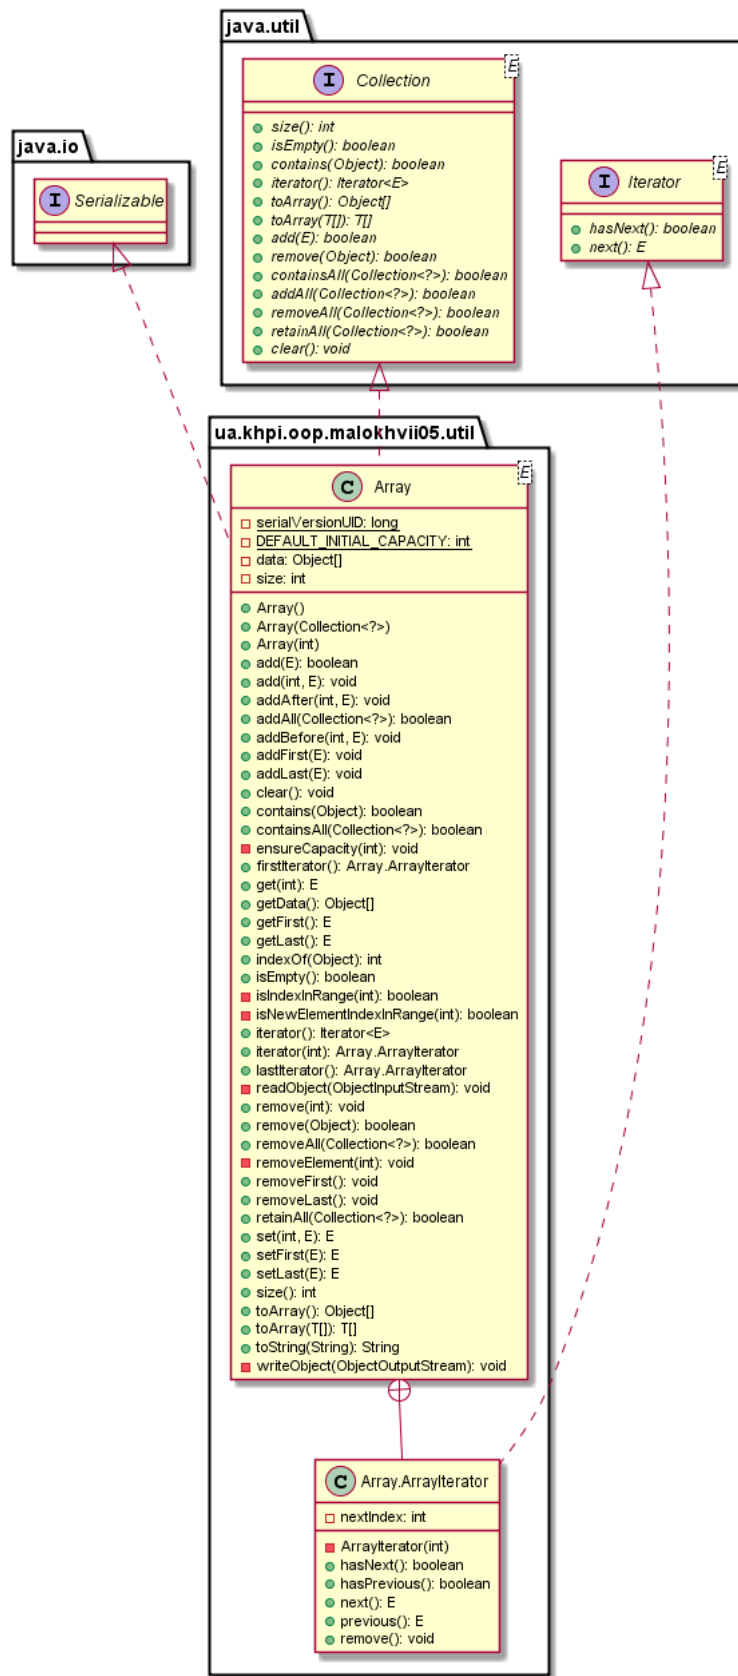 java.util
E
I Collection
size(): int
isEmpty(): boolean
contains(Object): boolean
iterator(): Iterator<E>
toArray(): Object[]
toArray(T[]): T[]
add(E): boolean
remove(Object): boolean
containsAll(Collection<?>): boolean
addAll(Collection<?>): boolean
removeAll(Collection<?>): boolean
retainAll(Collection<?>): boolean
clear(): void
java.io
I Serializable
E
I Iterator
hasNext(): boolean
next(): E
ua.khpi.oop.malokhvii05.util
E
C Array
serialVersionUID: long
DEFAULT_INITIAL_CAPACITY: int
data: Object[]
size: int
Array()
Array(Collection<?>)
Array(int)
add(E): boolean
add(int, E): void
addAfter(int, E): void
addAll(Collection<?>): boolean
addBefore(int, E): void
addFirst(E): void
addLast(E): void
clear(): void
contains(Object): boolean
containsAll(Collection<?>): boolean
ensureCapacity(int): void
firstIterator(): Array.ArrayIterator
get(int): E
getData(): Object[]
getFirst(): E
getLast(): E
indexOf(Object): int
isEmpty(): boolean
isIndexInRange(int): boolean
isNewElementIndexInRange(int): boolean
iterator(): Iterator<E>
iterator(int): Array.ArrayIterator
lastIterator(): Array.ArrayIterator
readObject(ObjectInputStream): void
remove(int): void
remove(Object): boolean
removeAll(Collection<?>): boolean
removeElement(int): void
removeFirst(): void
removeLast(): void
retainAll(Collection<?>): boolean
set(int, E): E
setFirst(E): E
setLast(E): E
size(): int
toArray(): Object[]
toArray(T[]): T[]
toString(String): String
writeObject(ObjectOutputStream): void
C Array.ArrayIterator
nextIndex: int
ArrayIterator(int)
hasNext(): boolean
hasPrevious(): boolean
next(): E
previous(): E
remove(): void